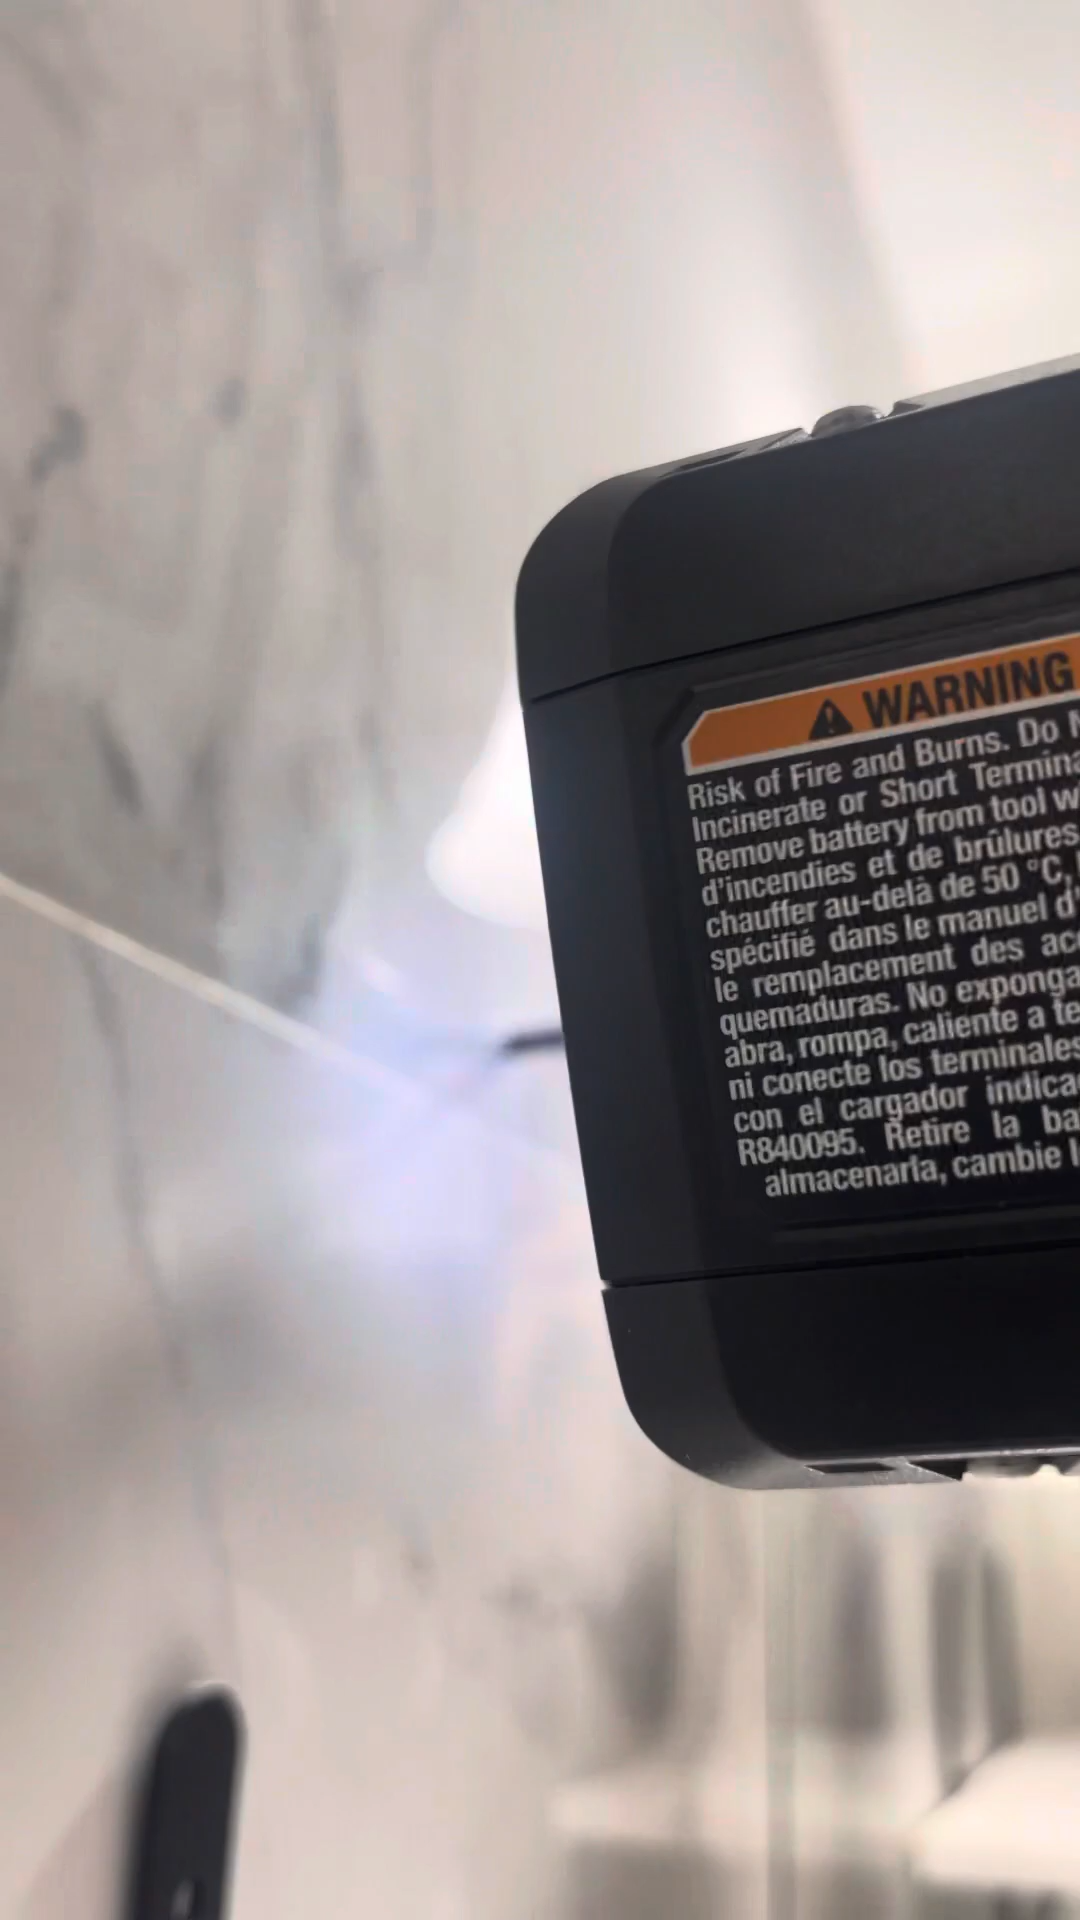 WARNING
Risk of Fire and Burns. Do
Incinerate or Short
Remove battery from tool
d'incendies et de brûlures
chauffer au-delà de 50 °C,
spécifié dans le manuel
le remplacement des
quemaduras. No exponga
abra, rompa, caliente a
ni conecte los terminales
con el cargador
R840095. Retire la
almacenarla, cambie